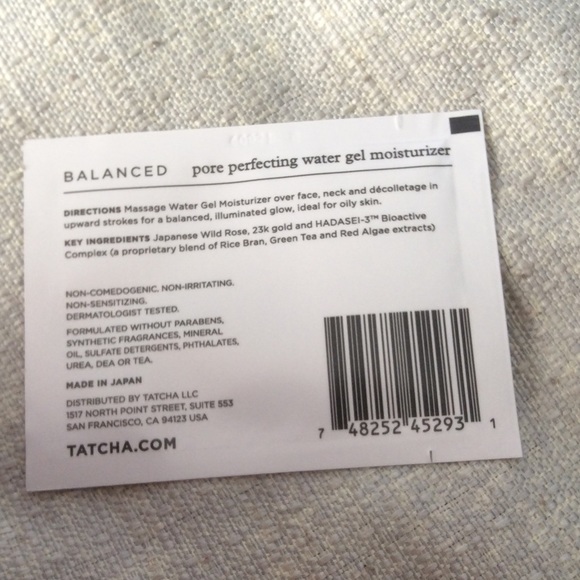 BALANCED pore perfecting water gel moisturizer
DIRECTIONS Massage Water Gel Moisturizer over face, neck and décolletage in
upward strokes for a balanced, illuminated glow, ideal for oily skin.
KEY INGREDIENTS Japanese Wild Rose, 23k gold and HADASEI-3™ Bioactive
Complex (a proprietary blend of Rice Bran, Green Tea and Red Algae extracts)
NON-COMEDOGENIC. NON-IRRITATING.
NON-SENSITIZING.
DERMATOLOGIST TESTED.
FORMULATED WITHOUT PARABENS,
SYNTHETIC FRAGRANCES, MINERAL
OIL, SULFATE DETERGENTS, PHTHALATES,
UREA, DEA OR TEA.
MADE IN JAPAN
DISTRIBUTED BY TATCHA LLC
1517 NORTH POINT STREET, SUITE 553
SAN FRANCISCO, CA 94123 USA
TATCHA.COM
7 48252 45293 1